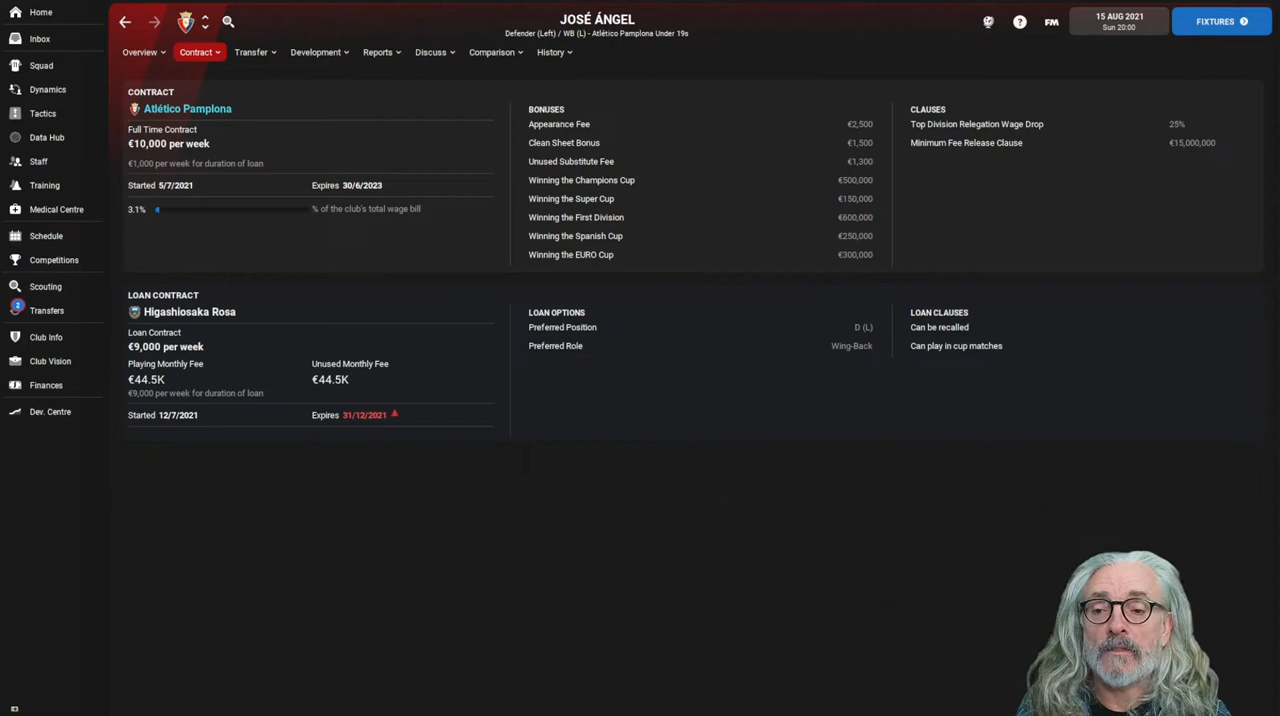 Home
Inbox
Squad
Dynamics
Tactics
Data Hub
Staff
Training
Medical Centre
Schedule
Competitions
Scouting
2
Transfers
Club Info
Club Vision
Finances
Dev. Centre
JOSÉ ÁNGEL
Defender (Left) / WB (L) - Atlético Pamplona Under 19s
? FM
15 AUG 2021
Sun 20:00
FIXTURES
Overview Contract Transfer Development Reports Discuss Comparison History
CONTRACT
Atlético Pamplona
Full Time Contract
€10,000 per week
€1,000 per week for duration of loan
Started 5/7/2021 Expires 30/6/2023
3.1% % of the club's total wage bill
BONUSES
Appearance Fee €2,500
Clean Sheet Bonus €1,500
Unused Substitute Fee €1,300
Winning the Champions Cup €500,000
Winning the Super Cup €150,000
Winning the First Division €600,000
Winning the Spanish Cup €250,000
Winning the EURO Cup €300,000
CLAUSES
Top Division Relegation Wage Drop 25%
Minimum Fee Release Clause €15,000,000
LOAN CONTRACT
Higashiosaka Rosa
Loan Contract
€9,000 per week
Playing Monthly Fee Unused Monthly Fee
€44.5K €44.5K
€9,000 per week for duration of loan
Started 12/7/2021 Expires 31/12/2021
LOAN OPTIONS
Preferred Position D (L)
Preferred Role Wing-Back
LOAN CLAUSES
Can be recalled
Can play in cup matches